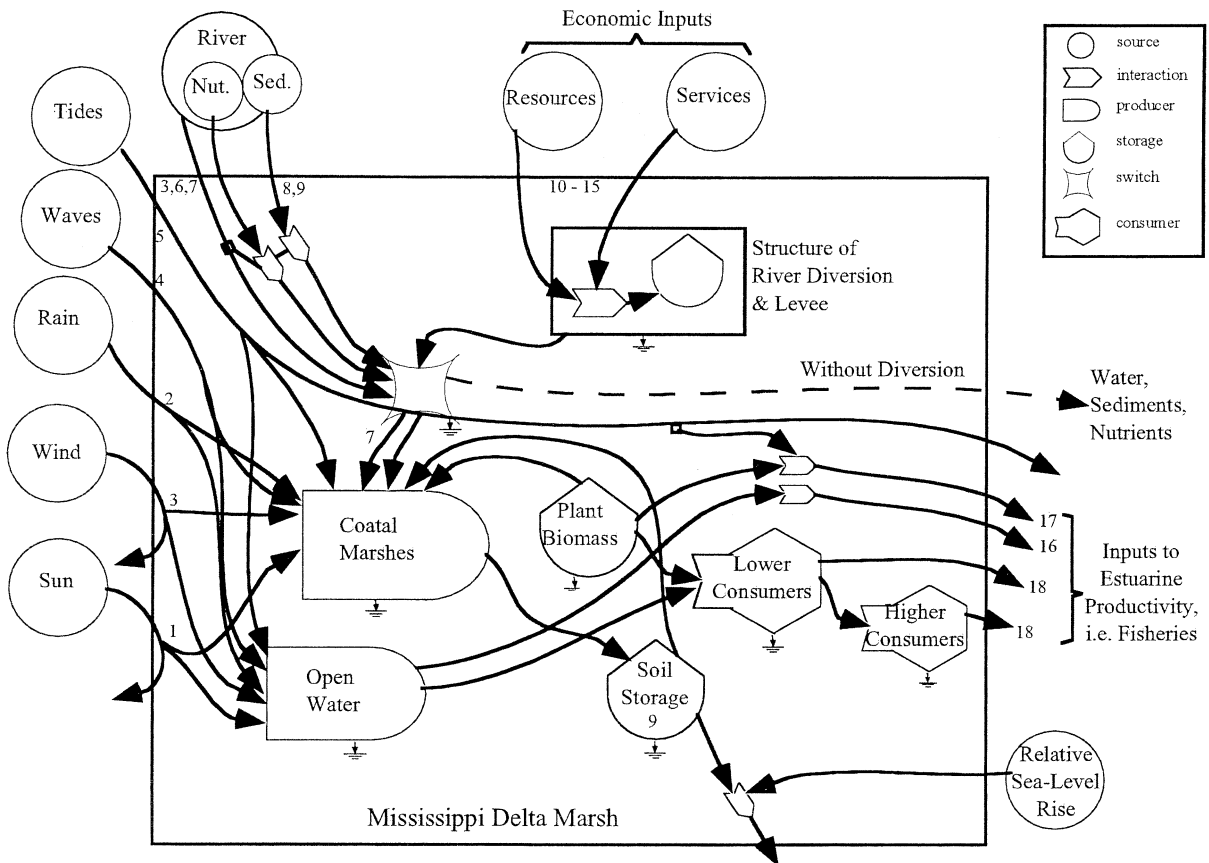 Economic Inputs
River
Nut.
Sed.
Resources
Services
source
interaction
producer
storage
switch
consumer
Tides
3,6,7
8,9
10 - 15
Waves
5
4
Structure of
River Diversion
& Levee
Rain
2
Without Diversion
Water,
Sediments,
Nutrients
7
Wind
3
Coatal
Marshes
Plant
Biomass
17
16
18
18
Inputs to
Estuarine
Productivity,
i.e. Fisheries
Sun
1
Lower
Consumers
Higher
Consumers
Open
Water
Soil
Storage
9
Relative
Sea-Level
Rise
Mississippi Delta Marsh